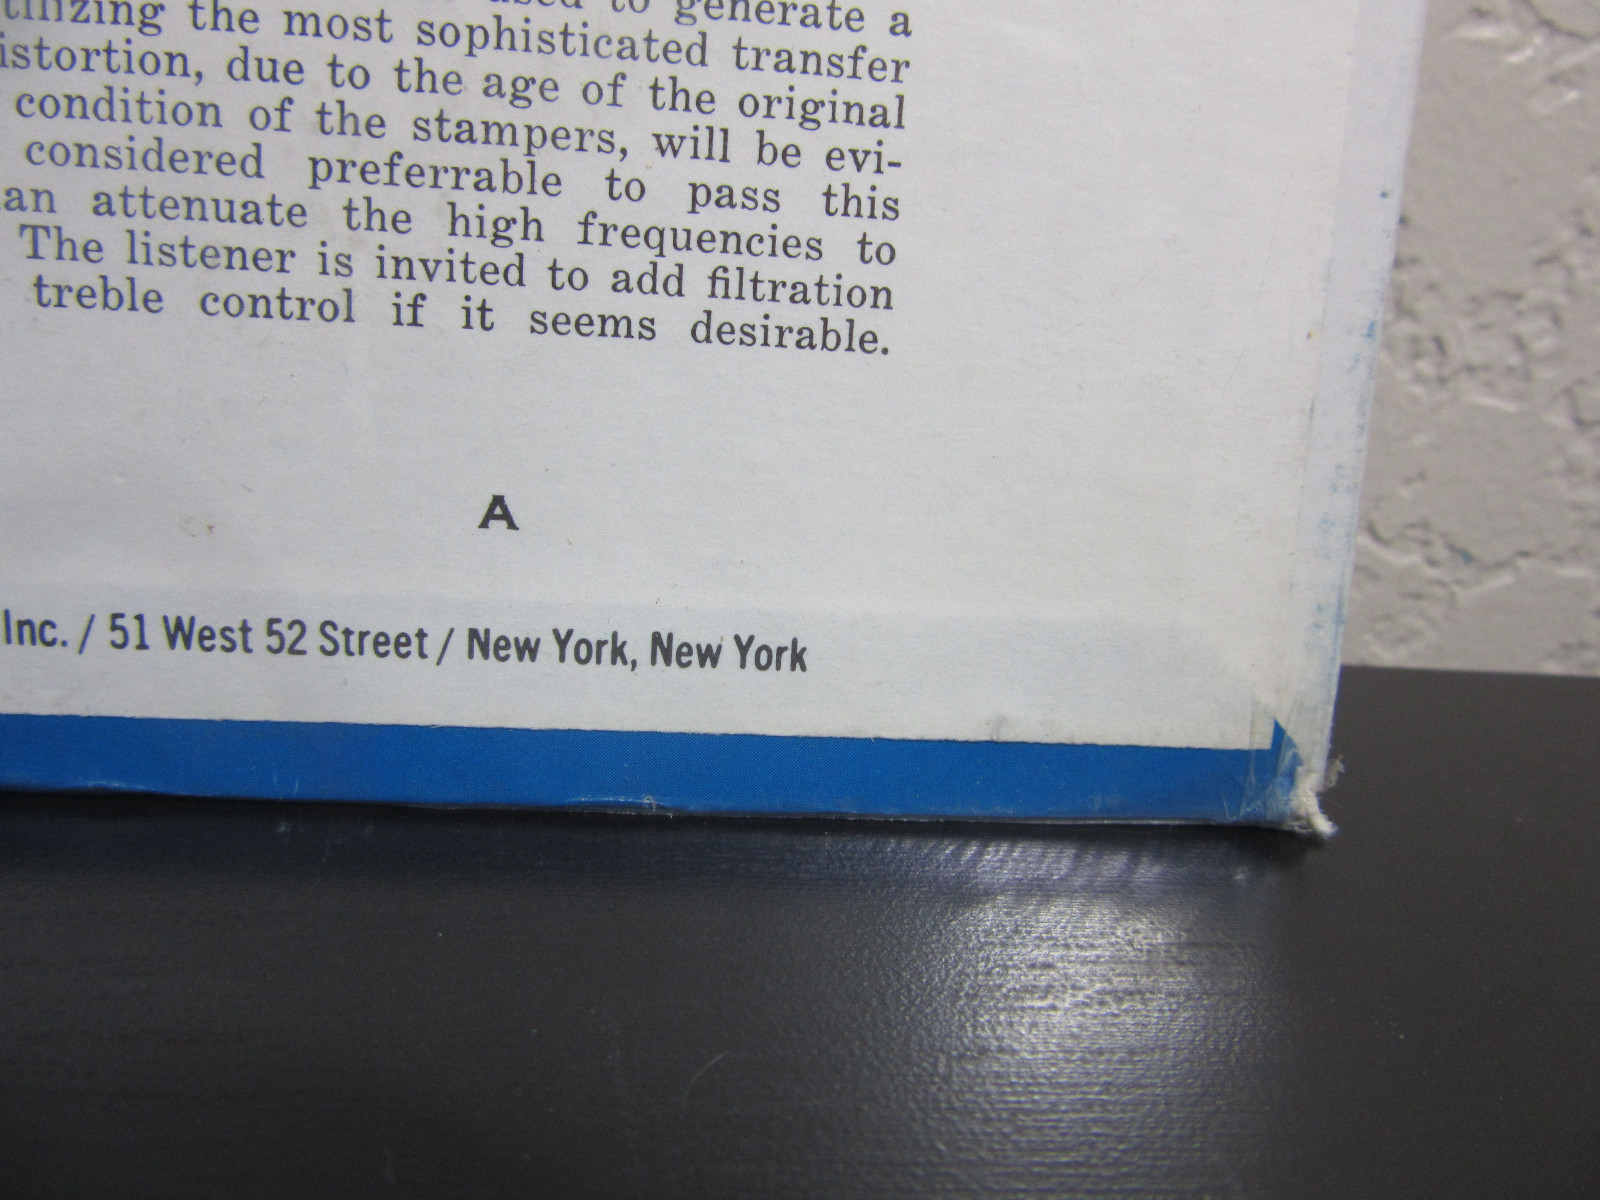 to generate a
the most sophisticated transfer
istortion, due to the age of the original
condition of the stampers, will be evi-
considered preferrable to pass this
an attenuate the high frequencies to
The listener is invited to add filtration
treble control if it seems desirable.
A
Inc. / 51 West 52 Street / New York, New York